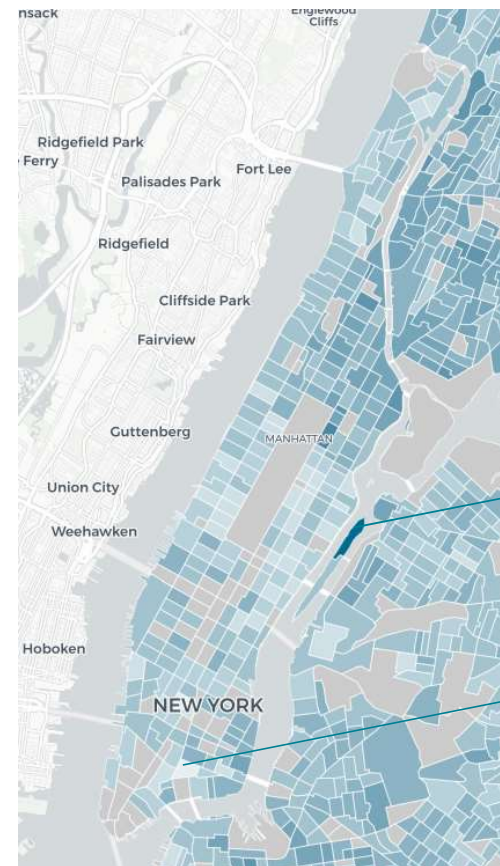 nsack
Englewood
Cliffs
Ridgefield Park
Ferry
Fort Lee
Palisades Park
Ridgefield
Cliffside Park
Fairview
Guttenberg
MANHATTAN
Union City
Weehawken
Hoboken
NEW YORK